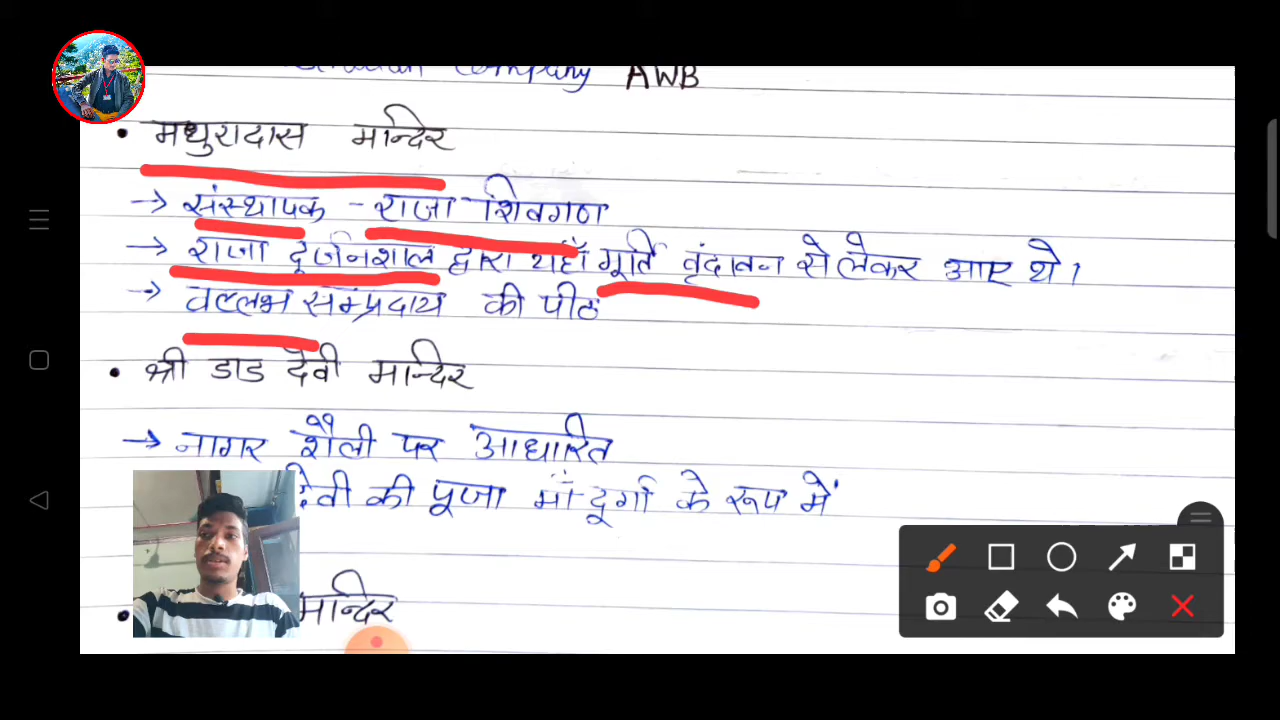 Company AWB
• मथुरादास मन्दिर
→ संस्थापक - राजा शिवगण
→ राजा दूर्जनशाल द्वारा यहाँ मूर्ति वृंदावन से लेकर आए थे।
→ वल्लभ सम्प्रदाय की पीठ
• श्री डाड देवी मन्दिर
→ नागर शैली पर आधारित
देवी की पूजा माँ दूर्गा के रूप में
• मन्दिर